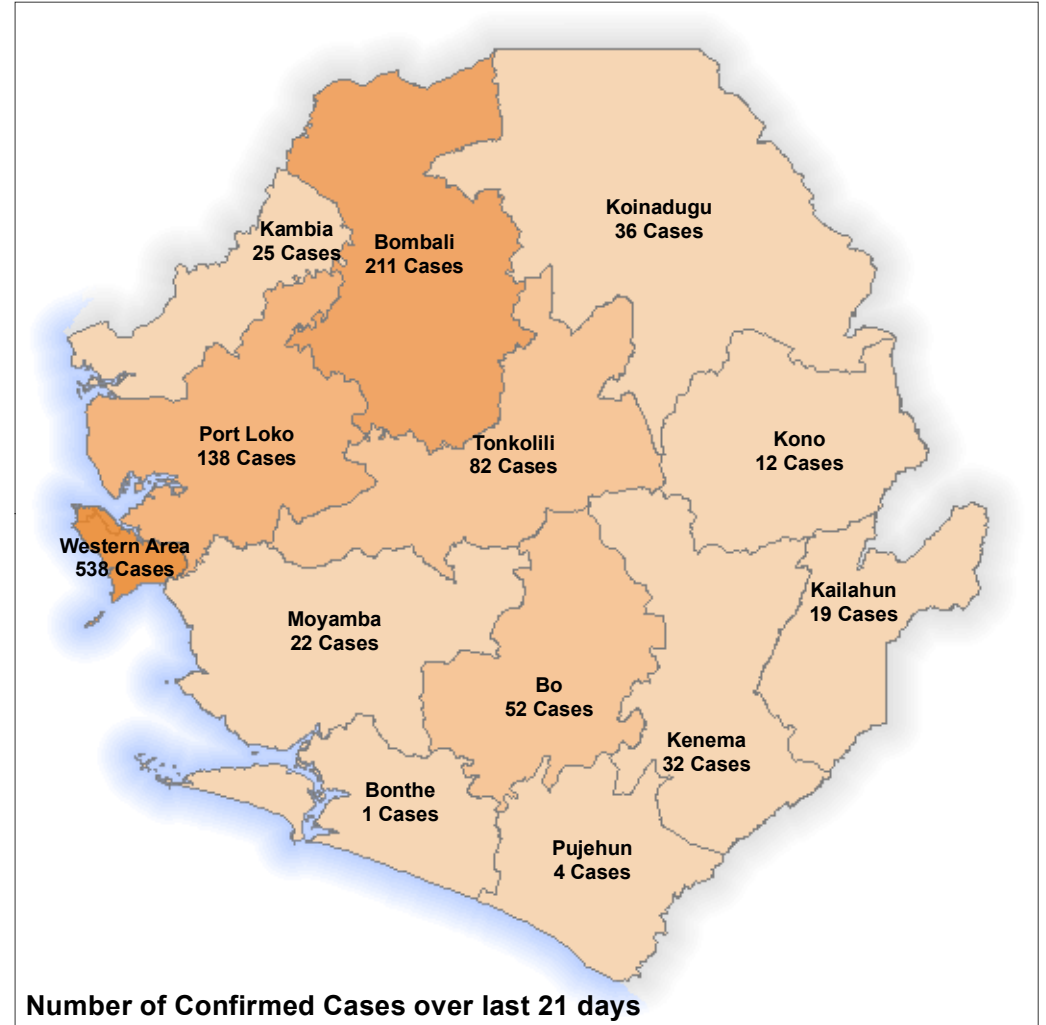 Koinadugu
36 Cases
Kambia
25 Cases
Bombali
211 Cases
Port Loko
138 Cases
Tonkolili
82 Cases
Kono
12 Cases
Western Area
538 Cases
Kailahun
19 Cases
Moyamba
22 Cases
Bo
52 Cases
Kenema
32 Cases
Bonthe
1 Cases
Pujehun
4 Cases
Number of Confirmed Cases over last 21 days